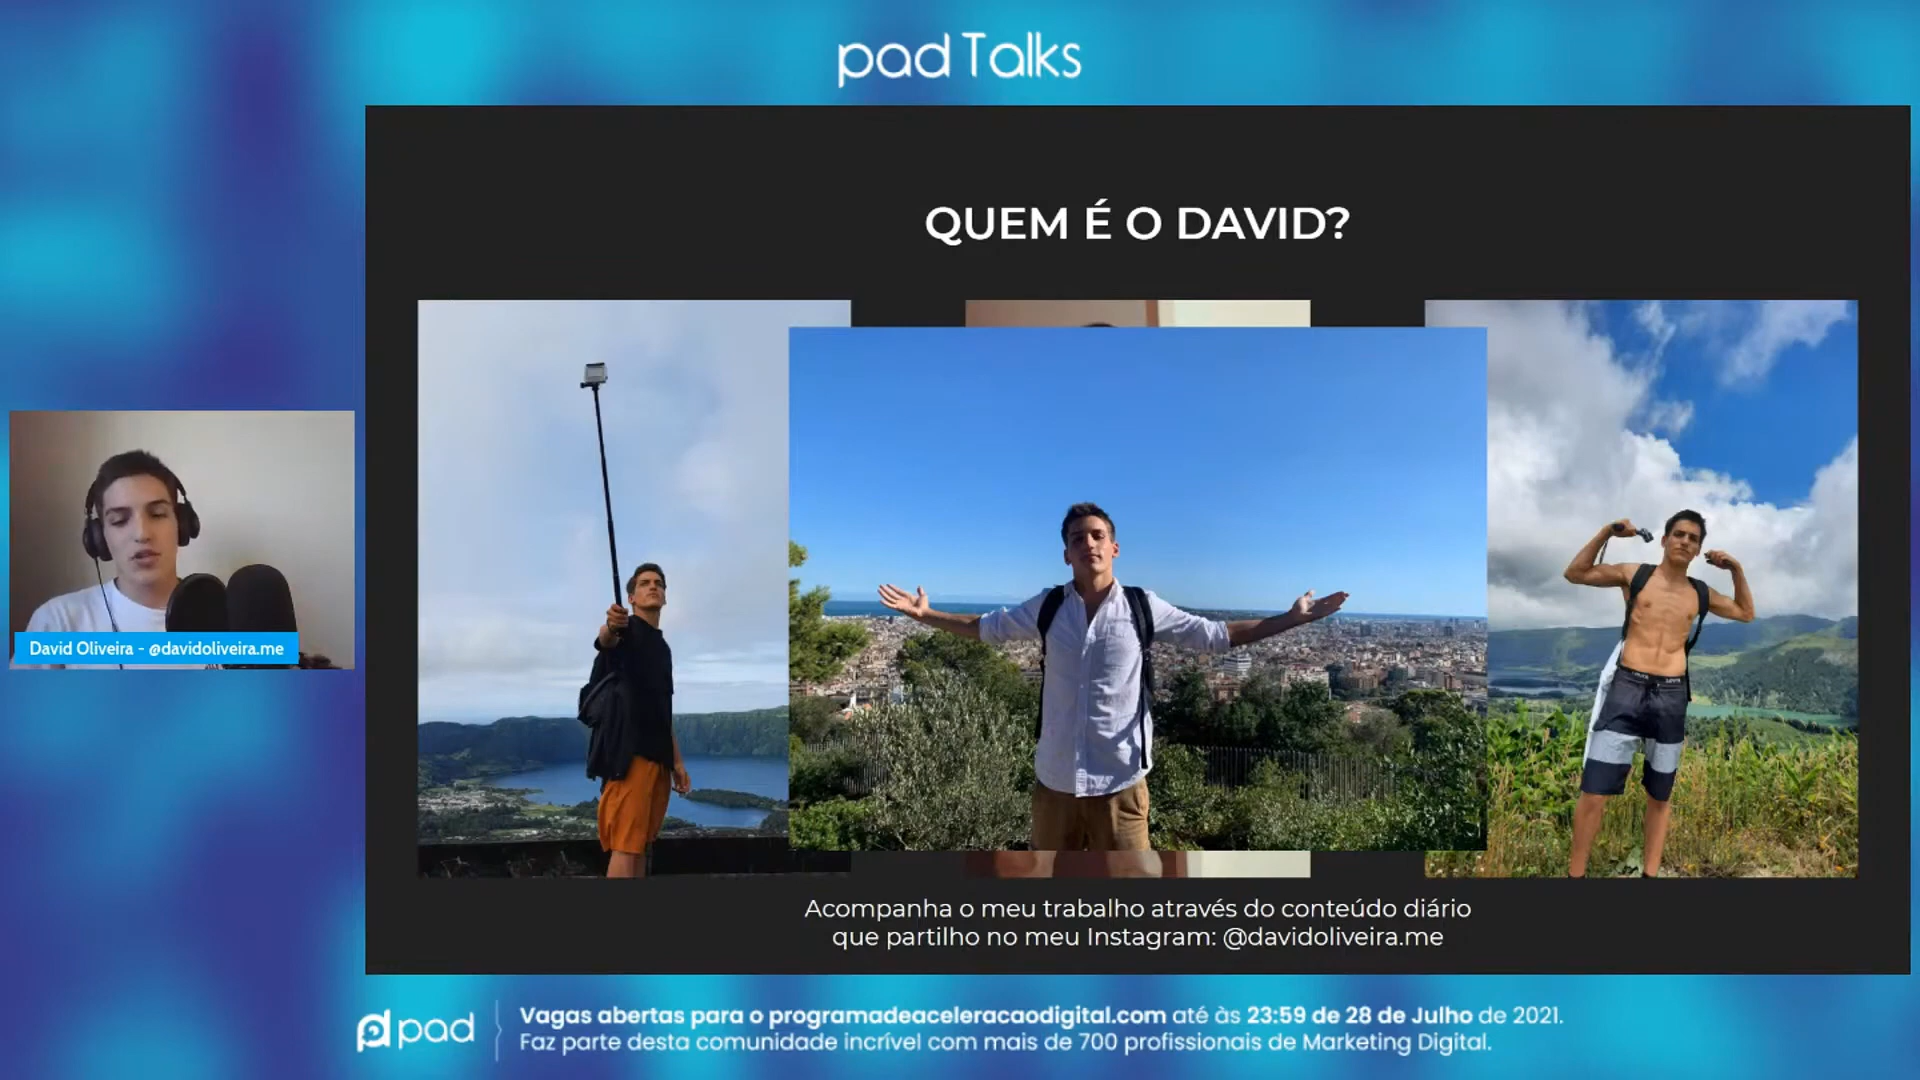 pad Talks
QUEM É O DAVID?
David Oliveira - @davidoliveira.me
Acompanha o meu trabalho através do conteúdo diário
que partilho no meu Instagram: @davidoliveira.me
pad
Vagas abertas para o programadeaceleracaodigital.com até às 23:59 de 28 de Julho de 2021.
Faz parte desta comunidade incrível com mais de 700 profissionais de Marketing Digital.